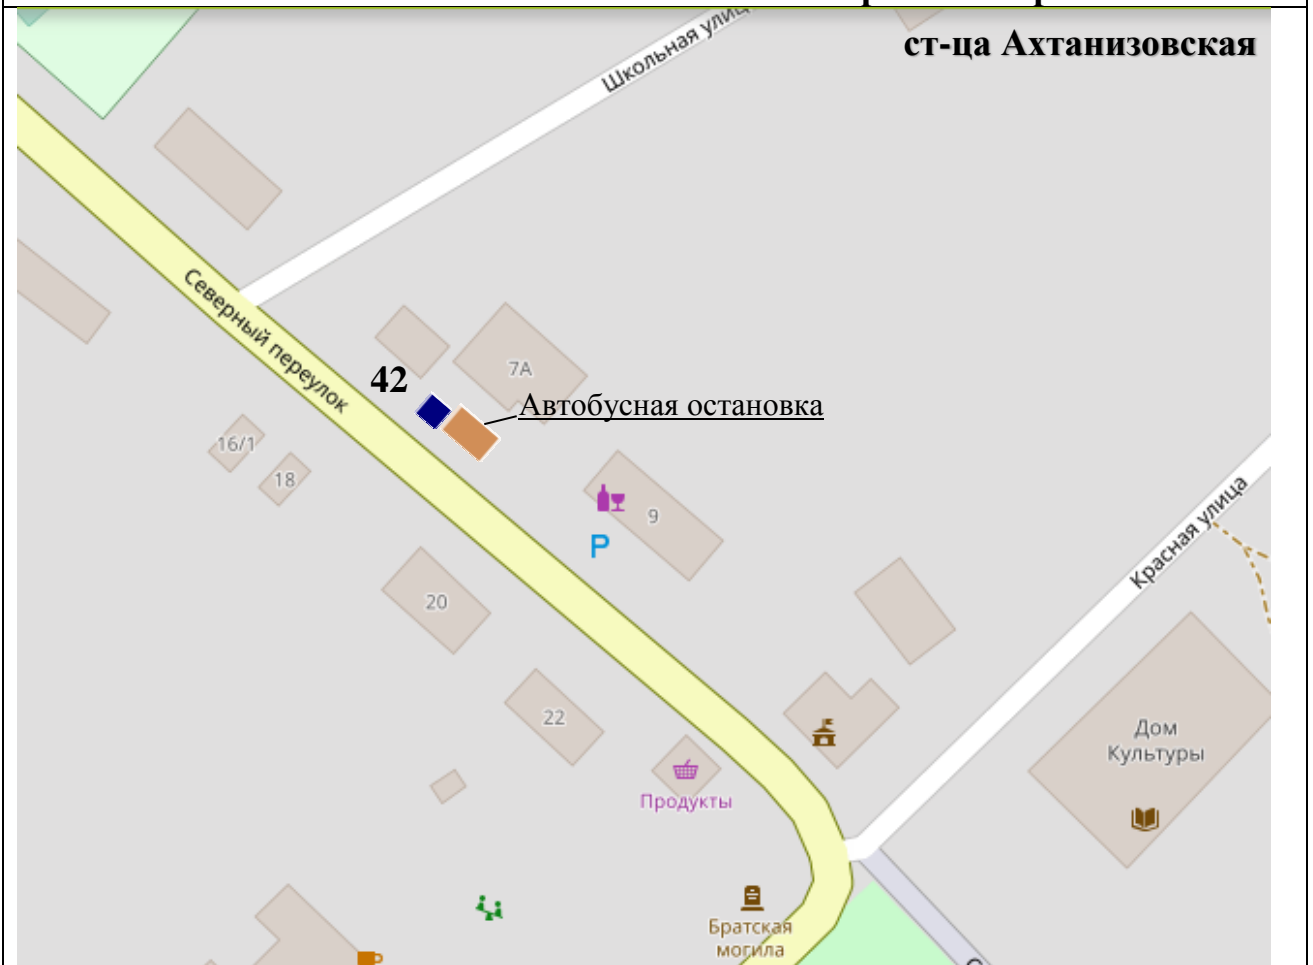 ст-ца Ахтанизовская
Школьная улица
Северный переулок
7А
42
Автобусная остановка
16/1
18
9
P
Красная улица
20
22
Дом
Культуры
Продукты
Братская
могила